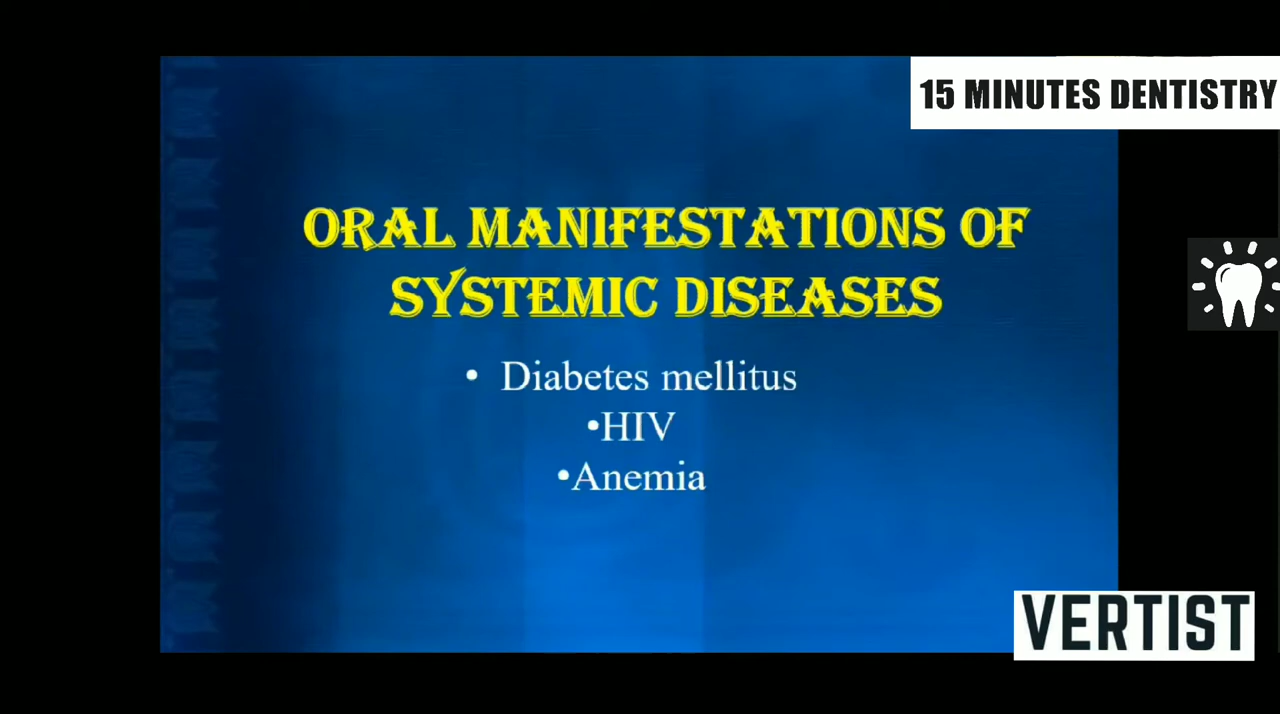 15 MINUTES DENTISTRY
ORAL MANIFESTATIONS OF
SYSTEMIC DISEASES
• Diabetes mellitus
•HIV
•Anemia
VERTIST